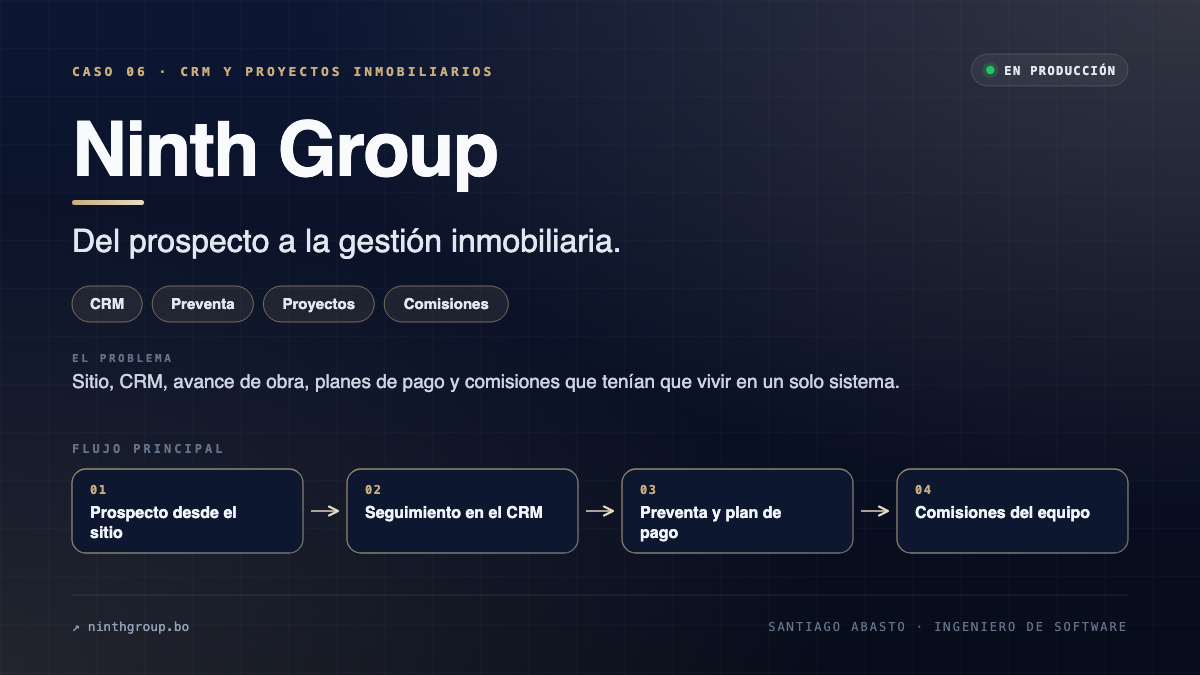 CASO 06 · CRM Y PROYECTOS INMOBILIARIOS
EN PRODUCCIÓN
Ninth Group
Del prospecto a la gestión inmobiliaria.
CRM
Preventa
Proyectos
Comisiones
EL PROBLEMA
Sitio, CRM, avance de obra, planes de pago y comisiones que tenían que vivir en un solo sistema.
FLUJO PRINCIPAL
01
Prospecto desde el
sitio
02
Seguimiento en el CRM
03
Preventa y plan de
pago
04
Comisiones del equipo
↗ ninthgroup.bo
SANTIAGO ABASTO · INGENIERO DE SOFTWARE